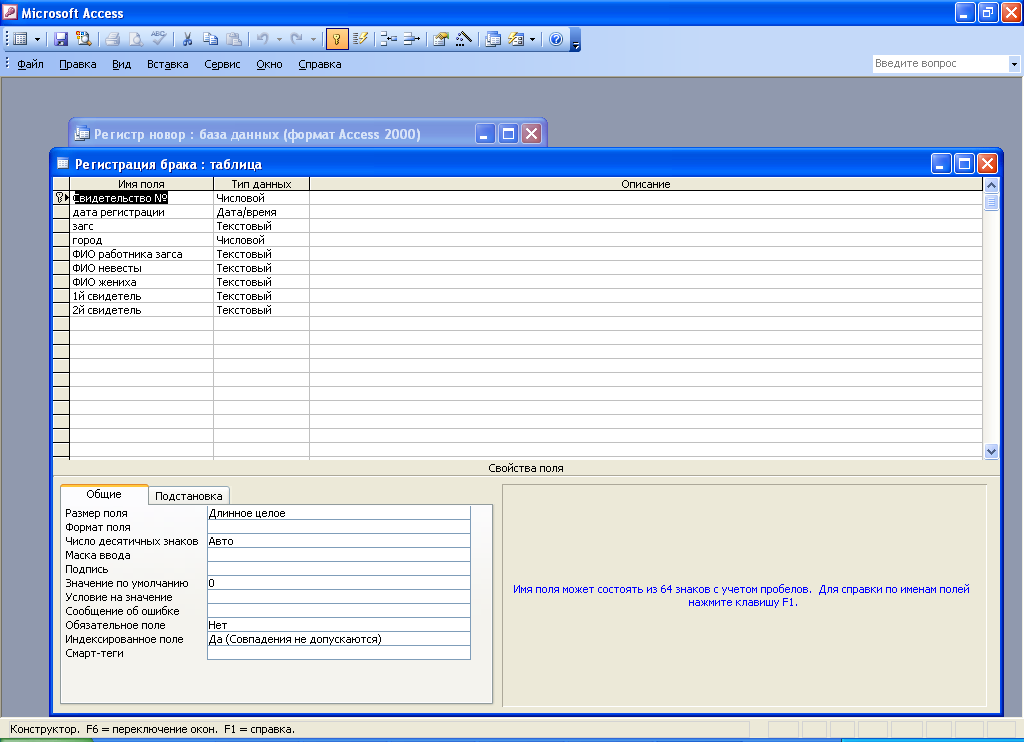 Microsoft Access
Файл Правка Вид Вставка Сервис Окно Справка Введите вопрос
Регистр новор : база данных (формат Access 2000)
Регистрация брака : таблица
Имя поля Тип данных Описание
Свидетельство № Числовой
дата регистрации Дата/время
загс Текстовый
город Числовой
ФИО работника загса Текстовый
ФИО невесты Текстовый
ФИО жениха Текстовый
1й свидетель Текстовый
2й свидетель Текстовый
Свойства поля
Общие Подстановка
Размер поля Длинное целое
Формат поля
Число десятичных знаков Авто
Маска ввода
Подпись
Значение по умолчанию 0
Условие на значение
Сообщение об ошибке
Обязательное поле Нет
Индексированное поле Да (Совпадения не допускаются)
Смарт-теги
Имя поля может состоять из 64 знаков с учетом пробелов. Для справки по именам полей
нажмите клавишу F1.
Конструктор. F6 = переключение окон. F1 = справка.